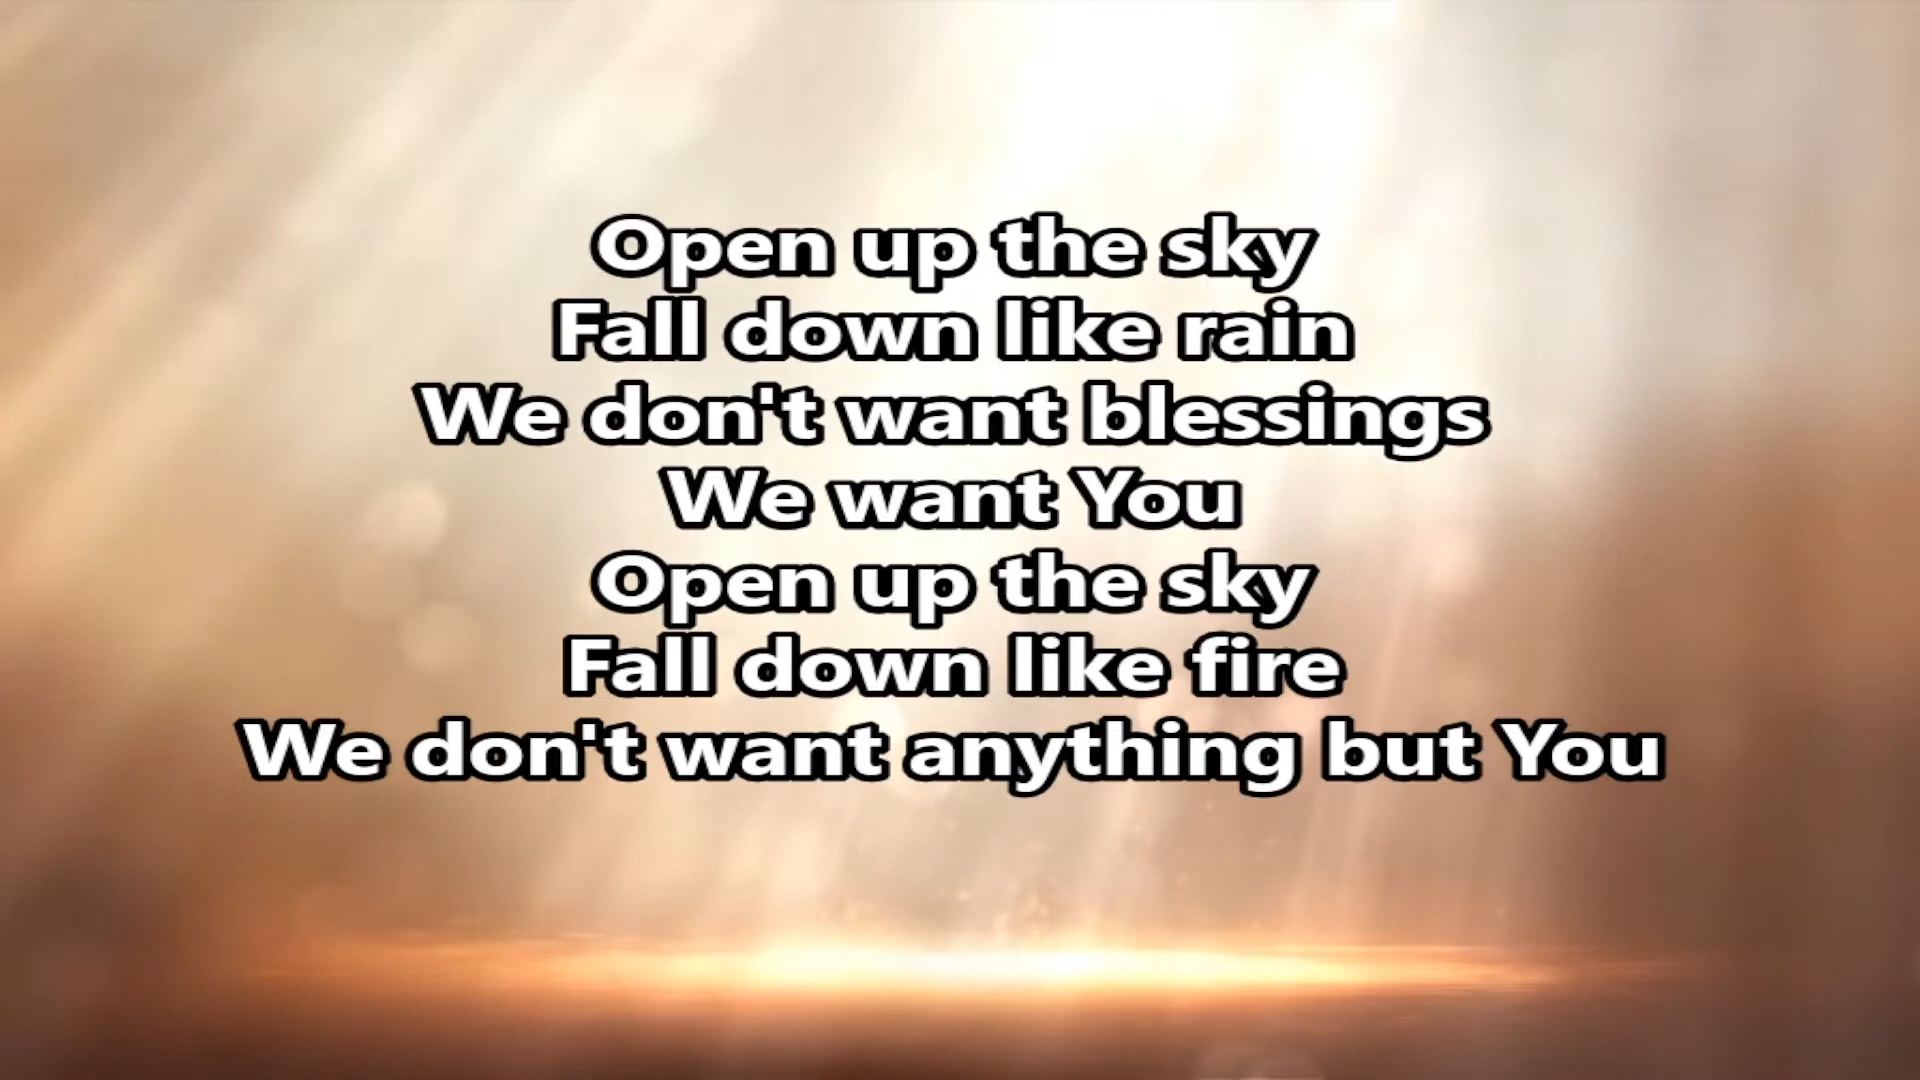 Open up the sky
Fall down like rain
We don't want blessings
We want You
Open up the sky
Fall down like fire
We don't want anything but You